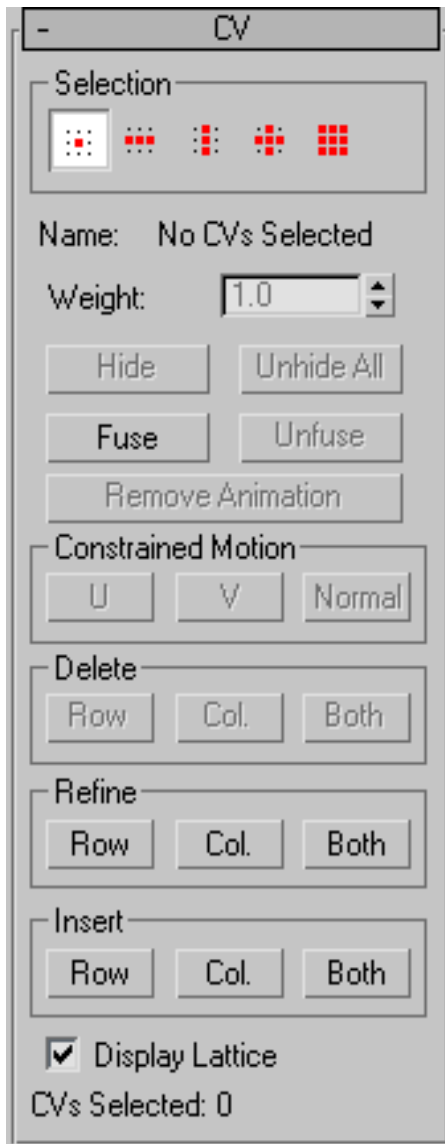 - CV
Selection
Name: No CVs Selected
Weight: 1.0
Hide Unhide All
Fuse Unfuse
Remove Animation
Constrained Motion
U V Normal
Delete
Row Col. Both
Refine
Row Col. Both
Insert
Row Col. Both
Display Lattice
CVs Selected: 0